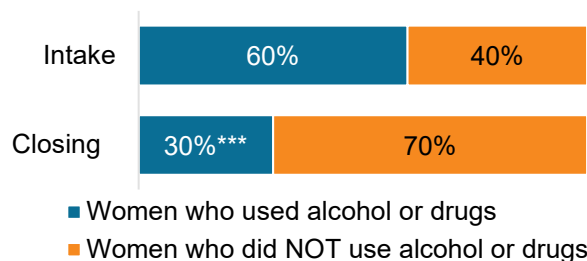 Intake 60% 40%
Closing 30%*** 70%
Women who used alcohol or drugs
Women who did NOT use alcohol or drugs